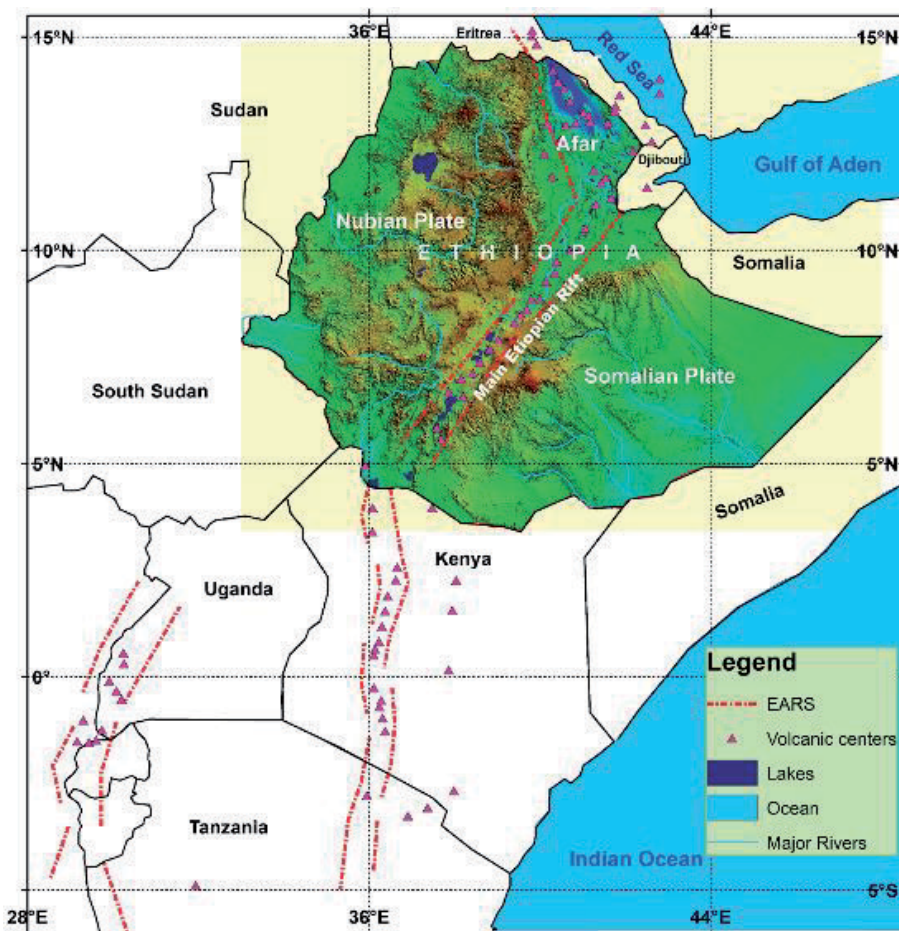 36°E
44°E
15°N
15°N
Eritrea
Red Sea
Sudan
Afar
Djibouti
Gulf of Aden
Nubian Plate
10°N
ETHIOPIA
10°N
Somalia
Main Etiopian Rift
South Sudan
Somalian Plate
5°N
5°N
Somalia
Kenya
Uganda
Legend
0°
EARS
Volcanic centers
Lakes
Ocean
Tanzania
Major Rivers
Indian Ocean
5°S
28°E
36°E
44°E